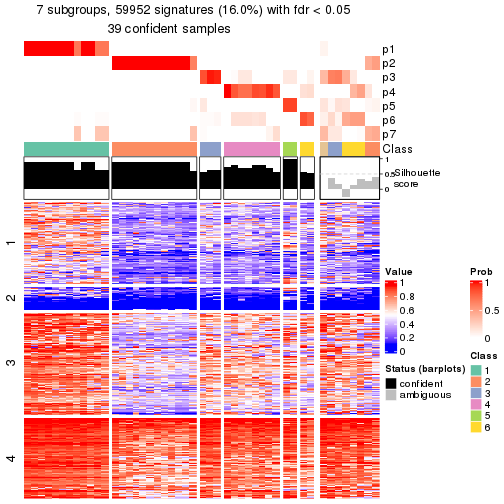 7 subgroups, 59952 signatures (16.0%) with fdr < 0.05
39 confident samples
p1
p2
p3
p4
p5
p6
p7
Class
1
0.5
0
Silhouette
score
1
2
3
4
Value
1
0.8
0.6
0.4
0.2
0
Status (barplots)
confident
ambiguous
Prob
1
0.5
0
Class
1
2
3
4
5
6